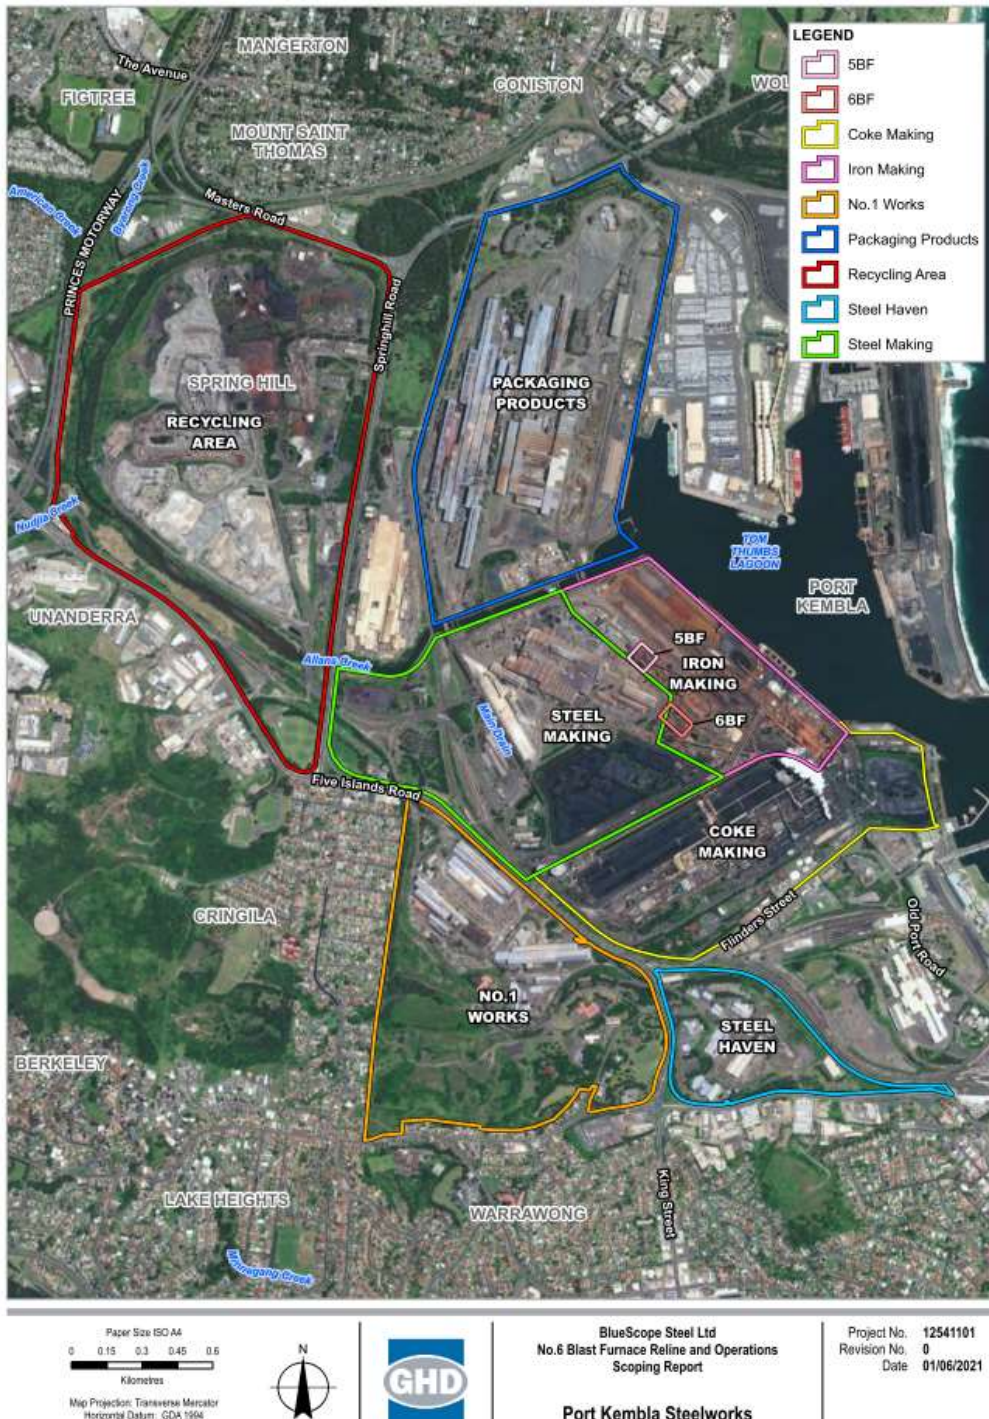 MANGERTON
The Avenue
FIGTREE
CONISTON
WOL
MOUNT SAINT
THOMAS
American Creek
Byarong Creek
PRINCES MOTORWAY
Masters Road
Springhill Road
SPRING HILL
RECYCLING
AREA
PACKAGING
PRODUCTS
Nudjia Creek
UNANDERRA
TOM
THUMBS
LAGOON
PORT
KEMBLA
Allans Creek
5BF
IRON
MAKING
6BF
STEEL
MAKING
Main Drain
Five Islands Road
COKE
MAKING
CRINGILA
Flinders Street
Old Port Road
NO.1
WORKS
STEEL
HAVEN
BERKELEY
LAKE HEIGHTS
WARRAWONG
King Street
Minnegang Creek
LEGEND
5BF
6BF
Coke Making
Iron Making
No.1 Works
Packaging Products
Recycling Area
Steel Haven
Steel Making
Paper Size ISO A4
0 0.15 0.3 0.45 0.6
Kilometres
Map Projection: Transverse Mercator
Horizontal Datum: GDA 1994
N
GHD
BlueScope Steel Ltd
No.6 Blast Furnace Reline and Operations
Scoping Report
Port Kembla Steelworks
Project No. 12541101
Revision No. 0
Date 01/06/2021